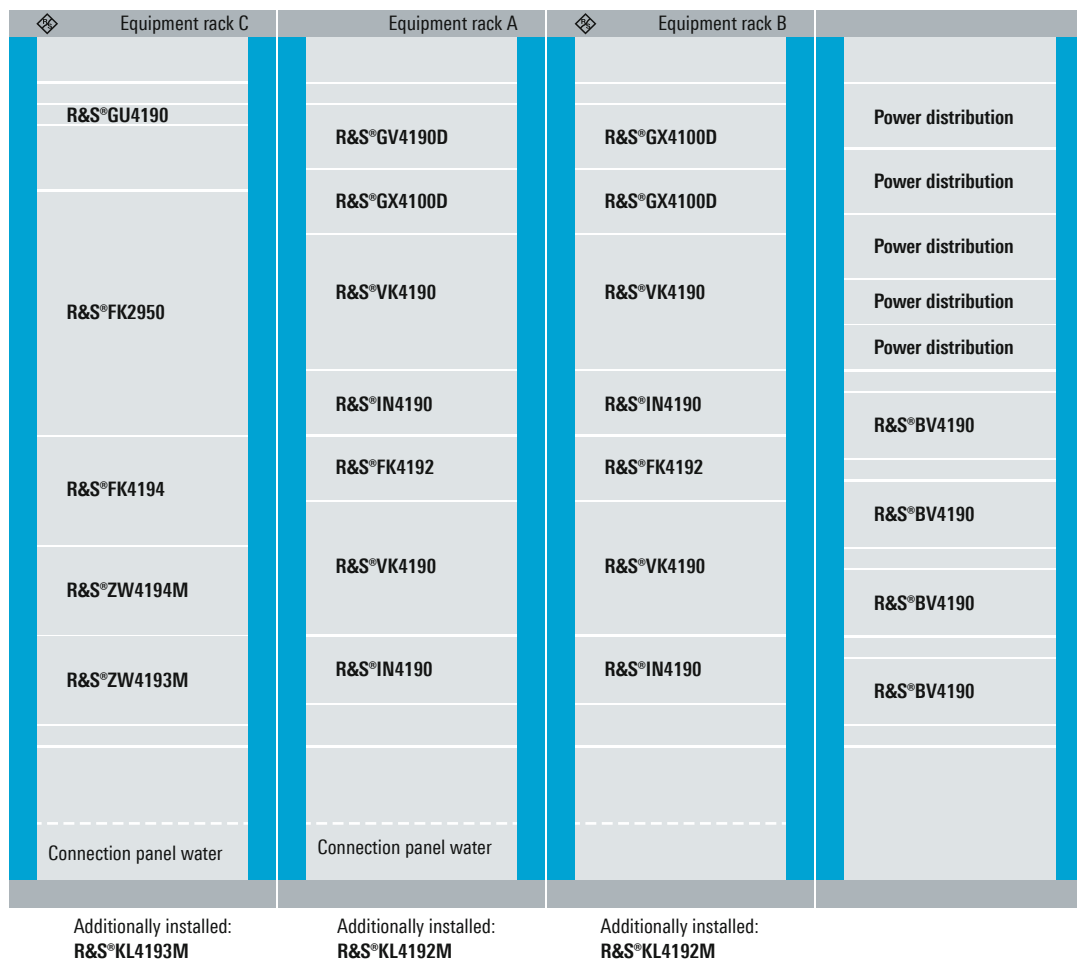 Equipment rack C
R&S®GU4190
R&S®FK2950
R&S®FK4194
R&S®ZW4194M
R&S®ZW4193M
Connection panel water
Additionally installed:
R&S®KL4193M
Equipment rack A
R&S®GV4190D
R&S®GX4100D
R&S®VK4190
R&S®IN4190
R&S®FK4192
R&S®VK4190
R&S®IN4190
Connection panel water
Additionally installed:
R&S®KL4192M
Equipment rack B
R&S®GX4100D
R&S®GX4100D
R&S®VK4190
R&S®IN4190
R&S®FK4192
R&S®VK4190
R&S®IN4190
Additionally installed:
R&S®KL4192M
Power distribution
Power distribution
Power distribution
Power distribution
Power distribution
R&S®BV4190
R&S®BV4190
R&S®BV4190
R&S®BV4190